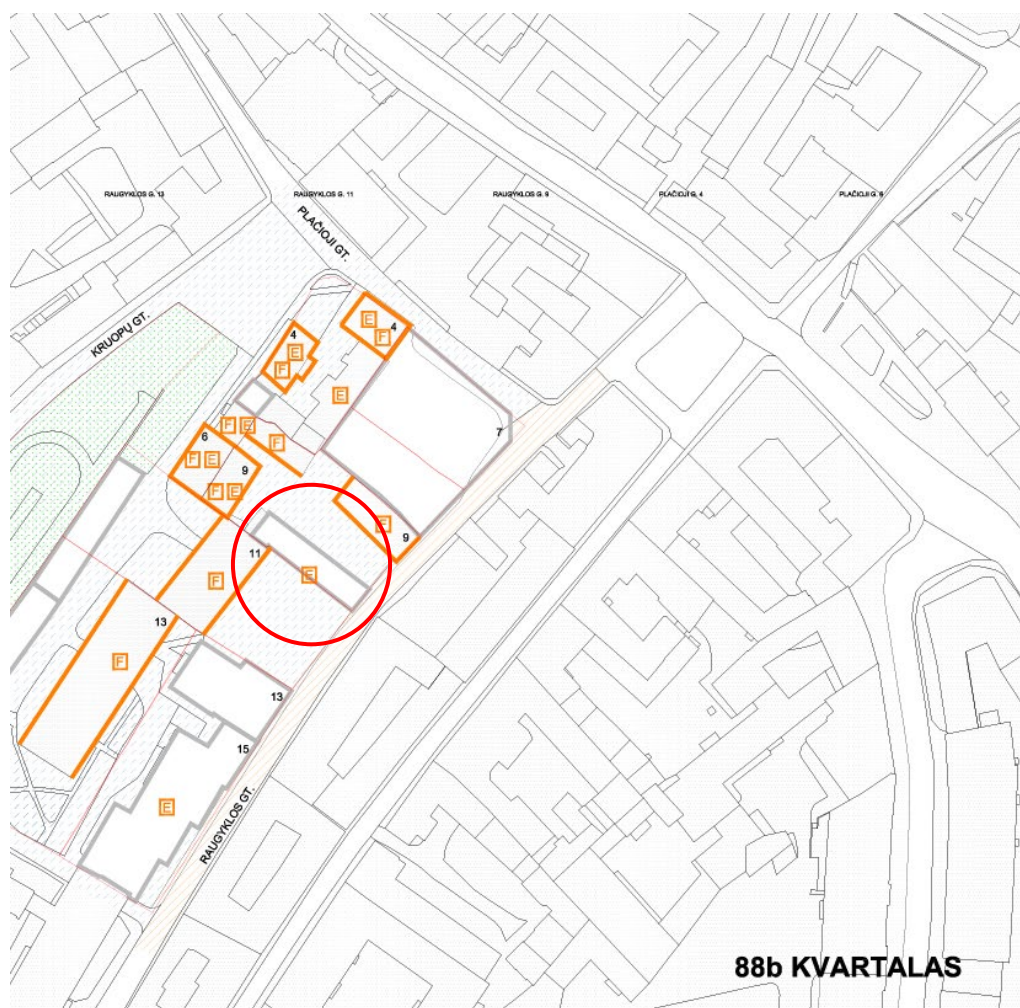 RAUGYKLOS G. 13
RAUGYKLOS G. 11
RAUGYKLOS G. 9
PLAČIOJI G. 4
PLAČIOJI G. 6
PLAČIOJI GT.
KRUOPŲ GT.
4
E
F
4
E
F
E
7
F E
F
6
F E
9
F E
E
9
11
F
E
13
F
13
15
E
RAUGYKLOS GT.
88b KVARTALAS